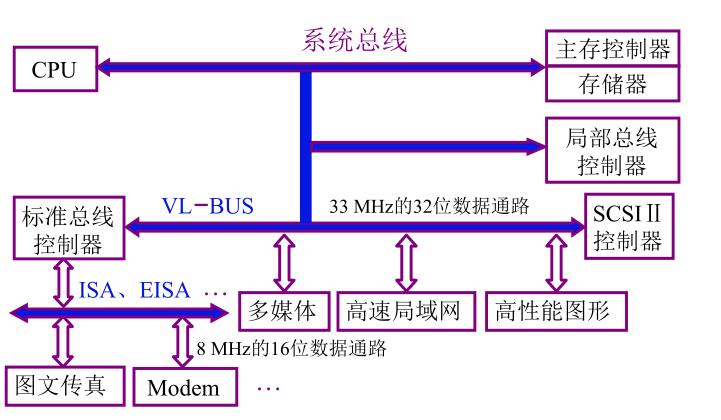 系统总线
CPU
主存控制器
存储器
局部总线
控制器
标准总线
控制器
VL-BUS
33 MHz的32位数据通路
SCSIⅡ
控制器
ISA、EISA …
多媒体
高速局域网
高性能图形
8 MHz的16位数据通路
图文传真
Modem
…